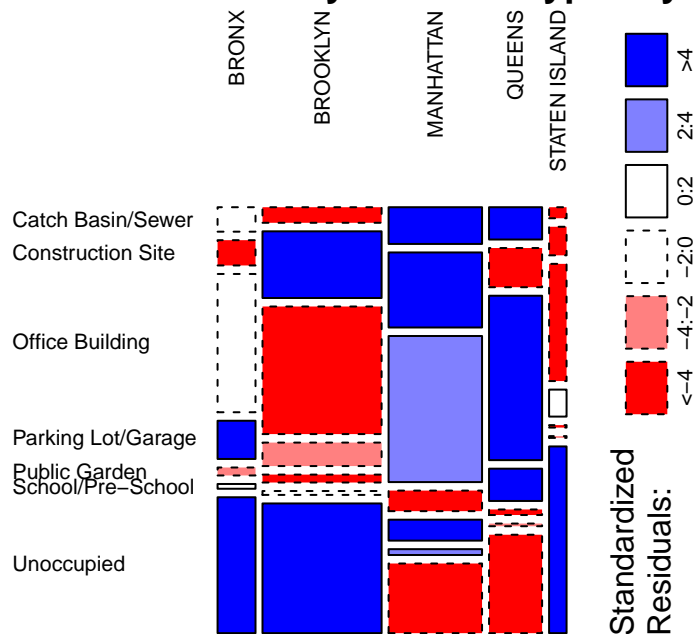 BRONX
BROOKLYN
MANHATTAN
QUEENS
STATEN ISLAND
Catch Basin/Sewer
Construction Site
Office Building
Parking Lot/Garage
Public Garden
School/Pre−School
Unoccupied
Standardized
Residuals:
<−4
−4:−2
−2:0
0:2
2:4
>4